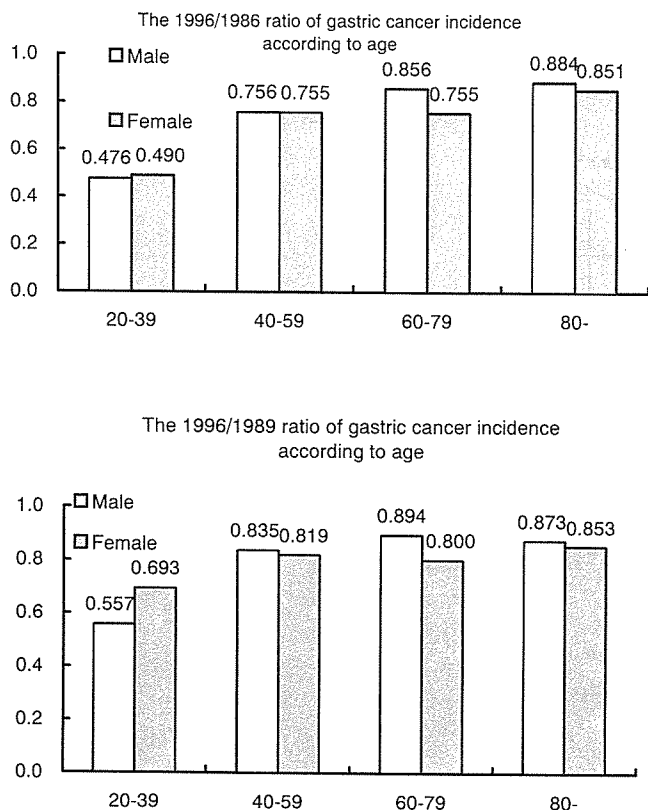 The 1996/1986 ratio of gastric cancer incidence
according to age
1.0
0.8
0.6
0.4
0.2
0.0
Male
Female
0.476 0.490
0.756 0.755
0.856 0.755
0.884 0.851
20-39 40-59 60-79 80-
The 1996/1989 ratio of gastric cancer incidence
according to age
1.0
0.8
0.6
0.4
0.2
0.0
Male
Female
0.557 0.693
0.835 0.819
0.894 0.800
0.873 0.853
20-39 40-59 60-79 80-